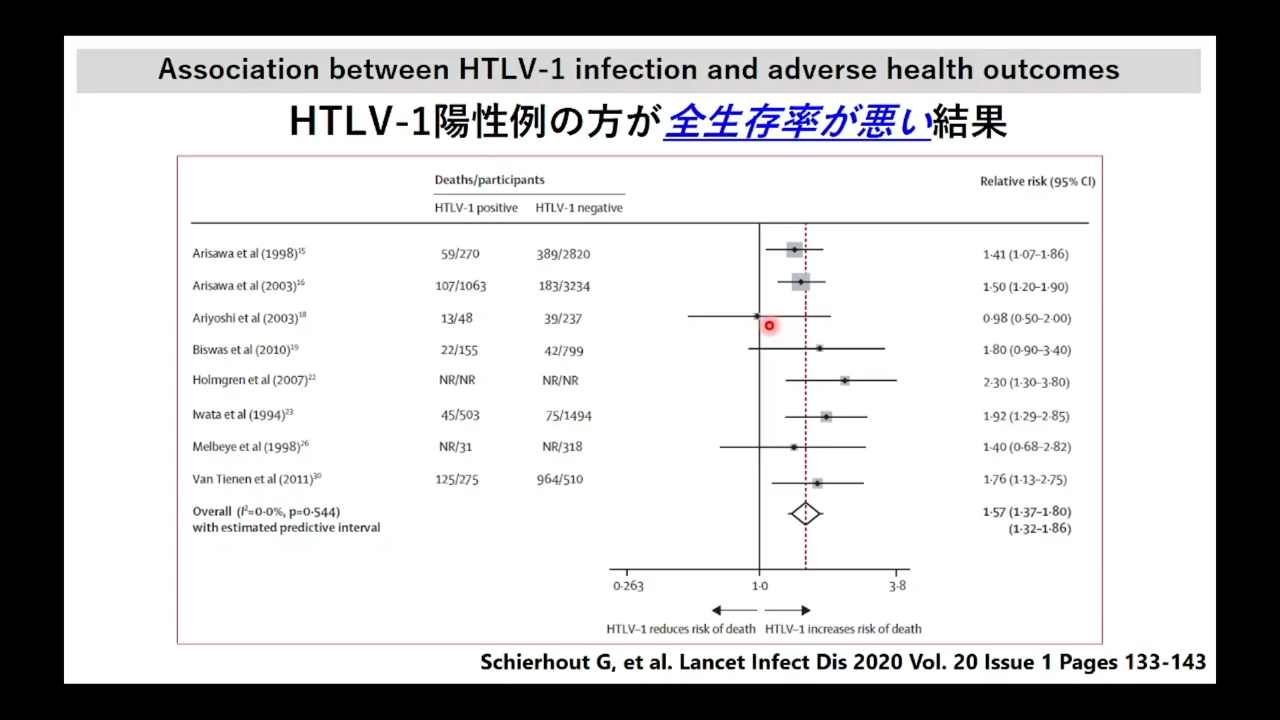 Association between HTLV-1 infection and adverse health outcomes
HTLV-1陽性例の方が全生存率が悪い結果
Deaths/participants
Relative risk (95% CI)
HTLV-1 positive HTLV-1 negative
Arisawa et al (1998)¹⁵ 59/270 389/2820 1·41 (1·07–1·86)
Arisawa et al (2003)¹⁶ 107/1063 183/3234 1·50 (1·20–1·90)
Ariyoshi et al (2003)¹⁸ 13/48 39/237 0·98 (0·50–2·00)
Biswas et al (2010)¹⁹ 22/155 42/799 1·80 (0·90–3·40)
Holmgren et al (2007)²² NR/NR NR/NR 2·30 (1·30–3·80)
Iwata et al (1994)²³ 45/503 75/1494 1·92 (1·29–2·85)
Melbeye et al (1998)²⁶ NR/31 NR/318 1·40 (0·68–2·82)
Van Tienen et al (2011)³⁰ 125/275 964/510 1·76 (1·13–2·75)
Overall (I²=0·0%, p=0·544) 1·57 (1·37–1·80)
with estimated predictive interval (1·32–1·86)
0·263 1·0 3·8
HTLV–1 reduces risk of death HTLV–1 increases risk of death
Schierhout G, et al. Lancet Infect Dis 2020 Vol. 20 Issue 1 Pages 133-143